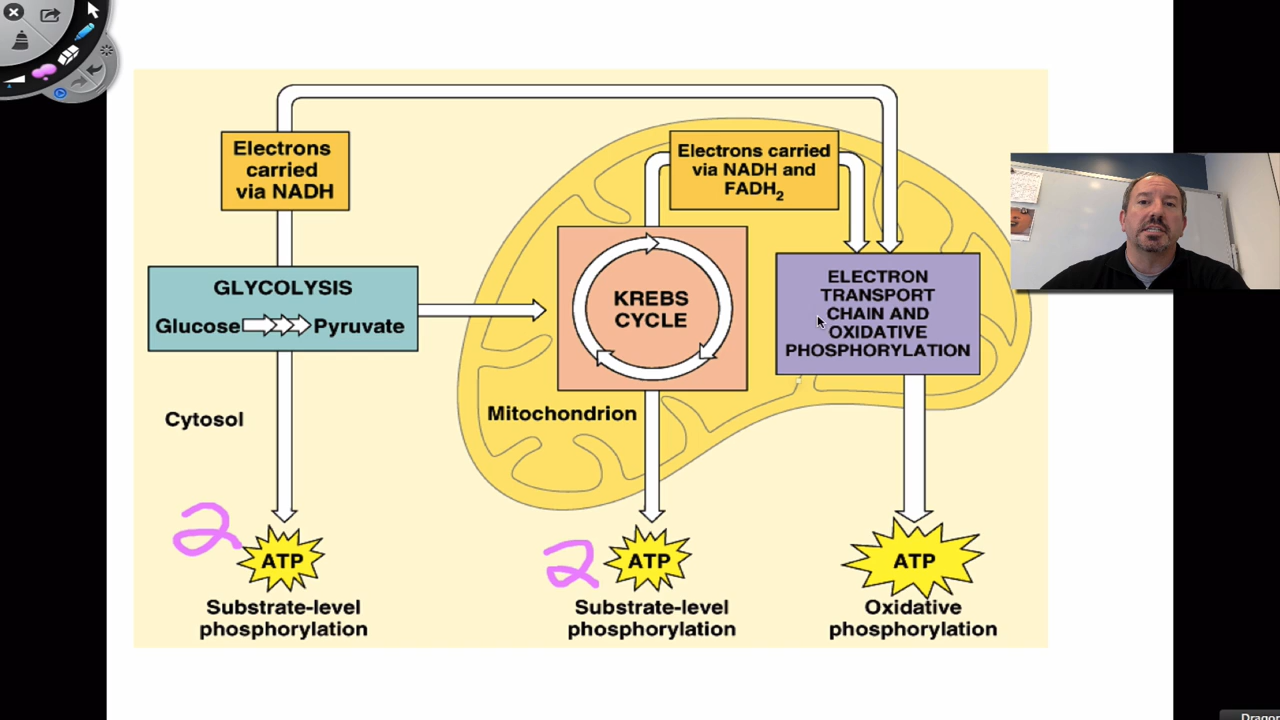 Electrons
carried
via NADH
Electrons carried
via NADH and
FADH2
GLYCOLYSIS
Glucose Pyruvate
KREBS
CYCLE
ELECTRON
TRANSPORT
CHAIN AND
OXIDATIVE
PHOSPHORYLATION
Cytosol
Mitochondrion
2
ATP
Substrate-level
phosphorylation
2
ATP
Substrate-level
phosphorylation
ATP
Oxidative
phosphorylation